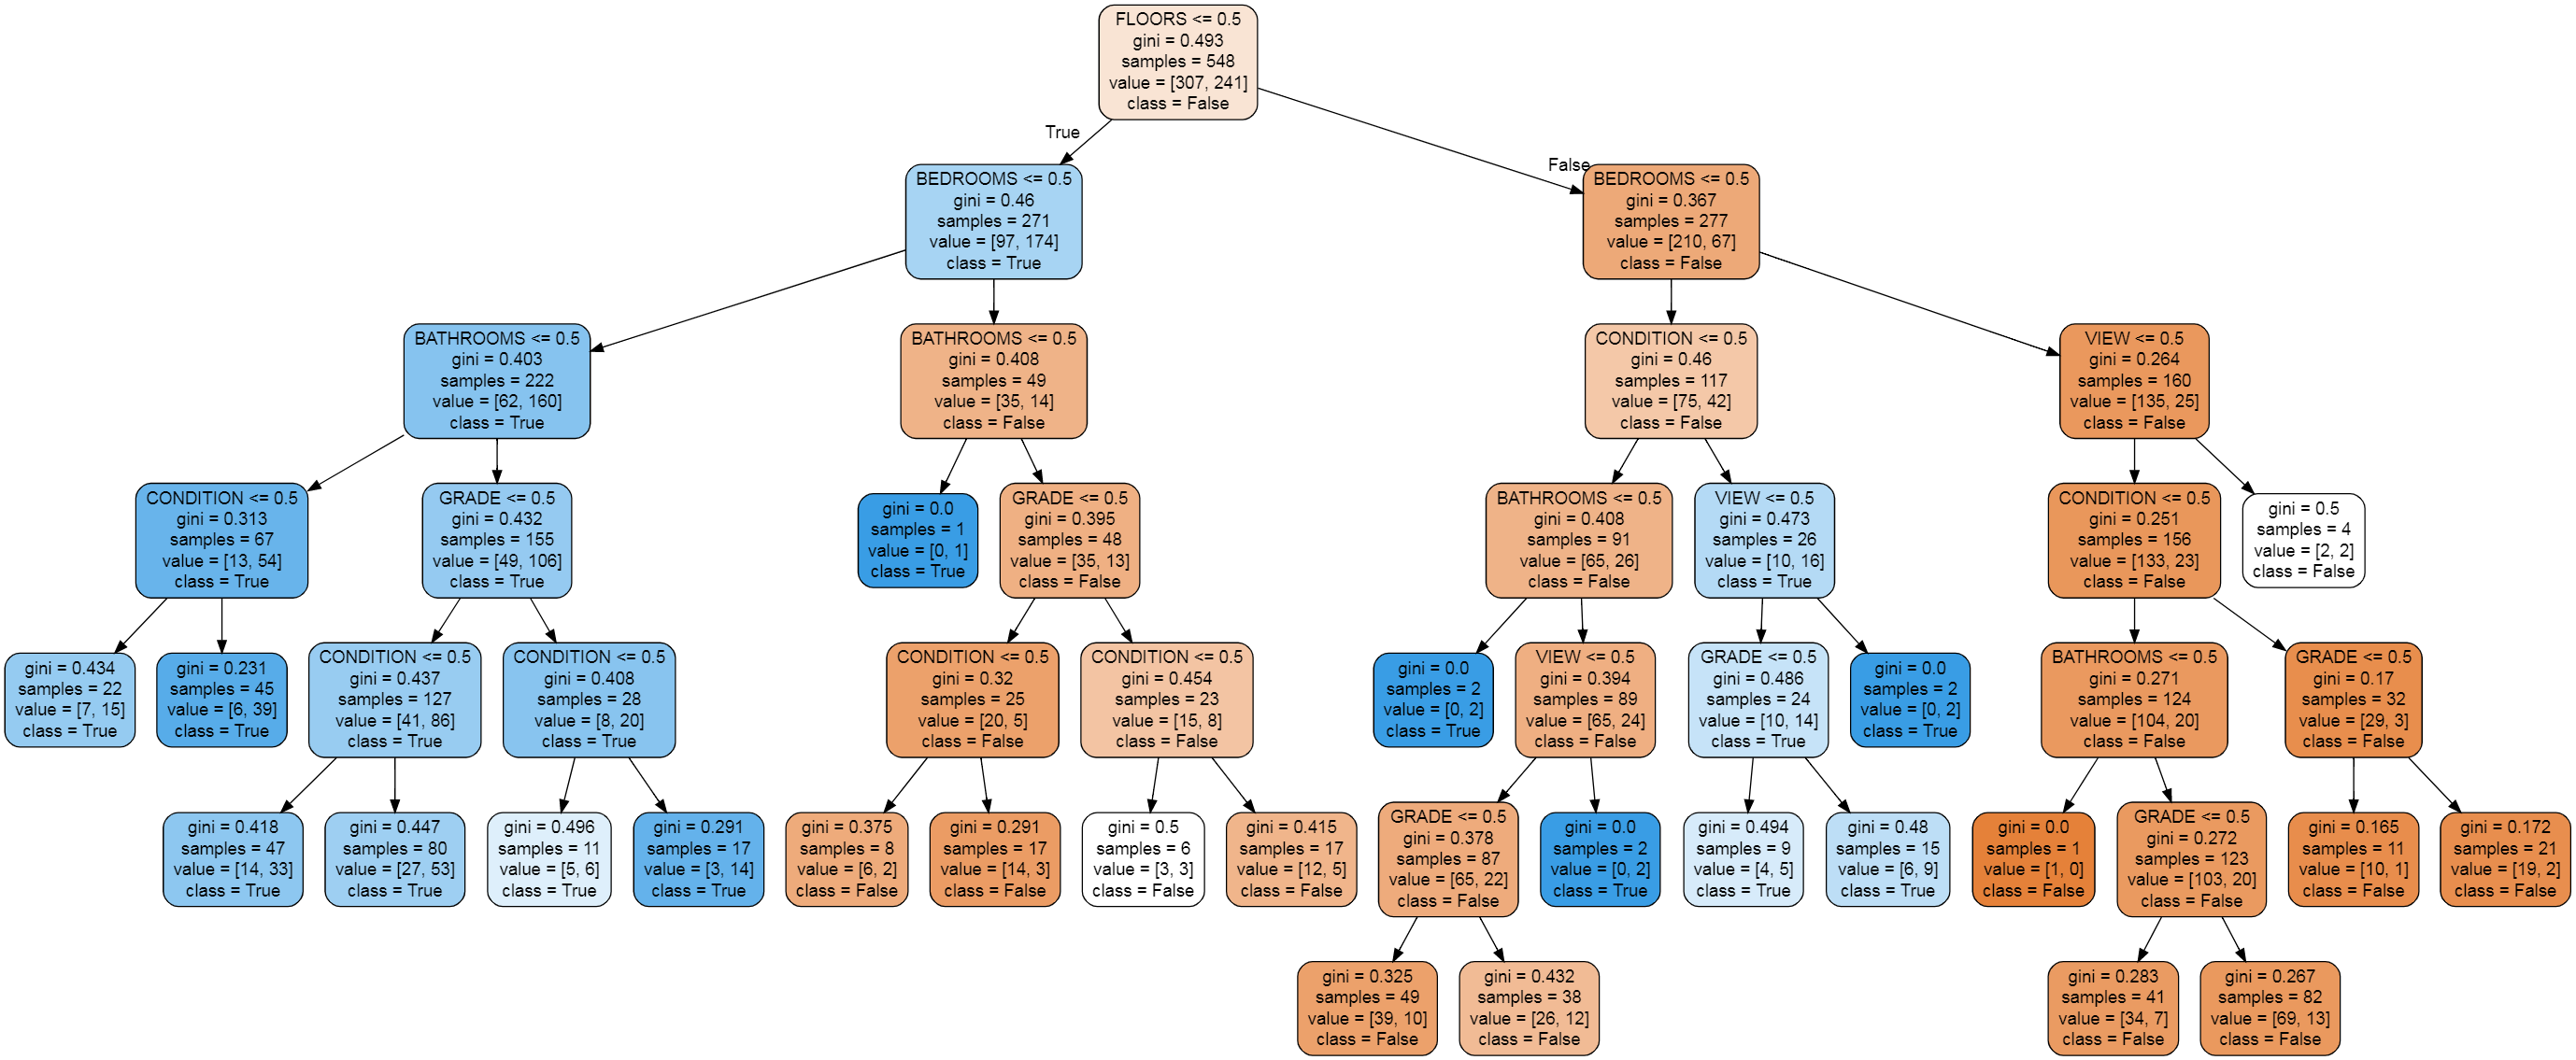 FLOORS <= 0.5
gini = 0.493
samples = 548
value = [307, 241]
class = False
True
False
BEDROOMS <= 0.5
gini = 0.46
samples = 271
value = [97, 174]
class = True
BEDROOMS <= 0.5
gini = 0.367
samples = 277
value = [210, 67]
class = False
BATHROOMS <= 0.5
gini = 0.403
samples = 222
value = [62, 160]
class = True
BATHROOMS <= 0.5
gini = 0.408
samples = 49
value = [35, 14]
class = False
CONDITION <= 0.5
gini = 0.46
samples = 117
value = [75, 42]
class = False
VIEW <= 0.5
gini = 0.264
samples = 160
value = [135, 25]
class = False
CONDITION <= 0.5
gini = 0.313
samples = 67
value = [13, 54]
class = True
GRADE <= 0.5
gini = 0.432
samples = 155
value = [49, 106]
class = True
gini = 0.0
samples = 1
value = [0, 1]
class = True
GRADE <= 0.5
gini = 0.395
samples = 48
value = [35, 13]
class = False
BATHROOMS <= 0.5
gini = 0.408
samples = 91
value = [65, 26]
class = False
VIEW <= 0.5
gini = 0.473
samples = 26
value = [10, 16]
class = True
CONDITION <= 0.5
gini = 0.251
samples = 156
value = [133, 23]
class = False
gini = 0.5
samples = 4
value = [2, 2]
class = False
gini = 0.434
samples = 22
value = [7, 15]
class = True
gini = 0.231
samples = 45
value = [6, 39]
class = True
CONDITION <= 0.5
gini = 0.437
samples = 127
value = [41, 86]
class = True
CONDITION <= 0.5
gini = 0.408
samples = 28
value = [8, 20]
class = True
CONDITION <= 0.5
gini = 0.32
samples = 25
value = [20, 5]
class = False
CONDITION <= 0.5
gini = 0.454
samples = 23
value = [15, 8]
class = False
gini = 0.0
samples = 2
value = [0, 2]
class = True
VIEW <= 0.5
gini = 0.394
samples = 89
value = [65, 24]
class = False
GRADE <= 0.5
gini = 0.486
samples = 24
value = [10, 14]
class = True
gini = 0.0
samples = 2
value = [0, 2]
class = True
BATHROOMS <= 0.5
gini = 0.271
samples = 124
value = [104, 20]
class = False
GRADE <= 0.5
gini = 0.17
samples = 32
value = [29, 3]
class = False
gini = 0.418
samples = 47
value = [14, 33]
class = True
gini = 0.447
samples = 80
value = [27, 53]
class = True
gini = 0.496
samples = 11
value = [5, 6]
class = True
gini = 0.291
samples = 17
value = [3, 14]
class = True
gini = 0.375
samples = 8
value = [6, 2]
class = False
gini = 0.291
samples = 17
value = [14, 3]
class = False
gini = 0.5
samples = 6
value = [3, 3]
class = False
gini = 0.415
samples = 17
value = [12, 5]
class = False
GRADE <= 0.5
gini = 0.378
samples = 87
value = [65, 22]
class = False
gini = 0.0
samples = 2
value = [0, 2]
class = True
gini = 0.494
samples = 9
value = [4, 5]
class = True
gini = 0.48
samples = 15
value = [6, 9]
class = True
gini = 0.0
samples = 1
value = [1, 0]
class = False
GRADE <= 0.5
gini = 0.272
samples = 123
value = [103, 20]
class = False
gini = 0.165
samples = 11
value = [10, 1]
class = False
gini = 0.172
samples = 21
value = [19, 2]
class = False
gini = 0.325
samples = 49
value = [39, 10]
class = False
gini = 0.432
samples = 38
value = [26, 12]
class = False
gini = 0.283
samples = 41
value = [34, 7]
class = False
gini = 0.267
samples = 82
value = [69, 13]
class = False